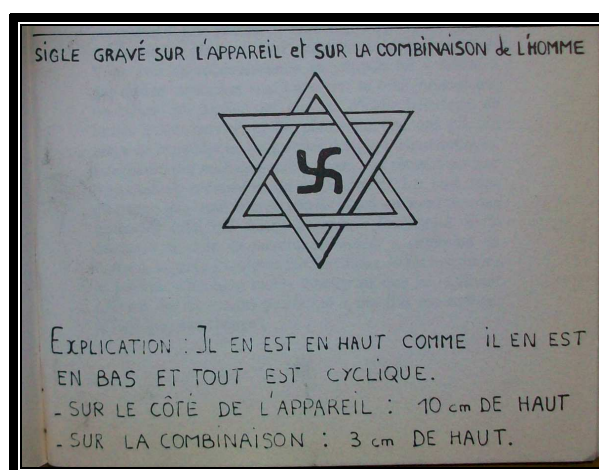 SIGLE GRAVÉ SUR L'APPAREIL et SUR LA COMBINAISON de L'HOMME
EXPLICATION : IL EN EST EN HAUT COMME IL EN EST
EN BAS ET TOUT EST CYCLIQUE.
- SUR LE CÔTÉ DE L'APPAREIL : 10 cm DE HAUT
- SUR LA COMBINAISON : 3 cm DE HAUT.